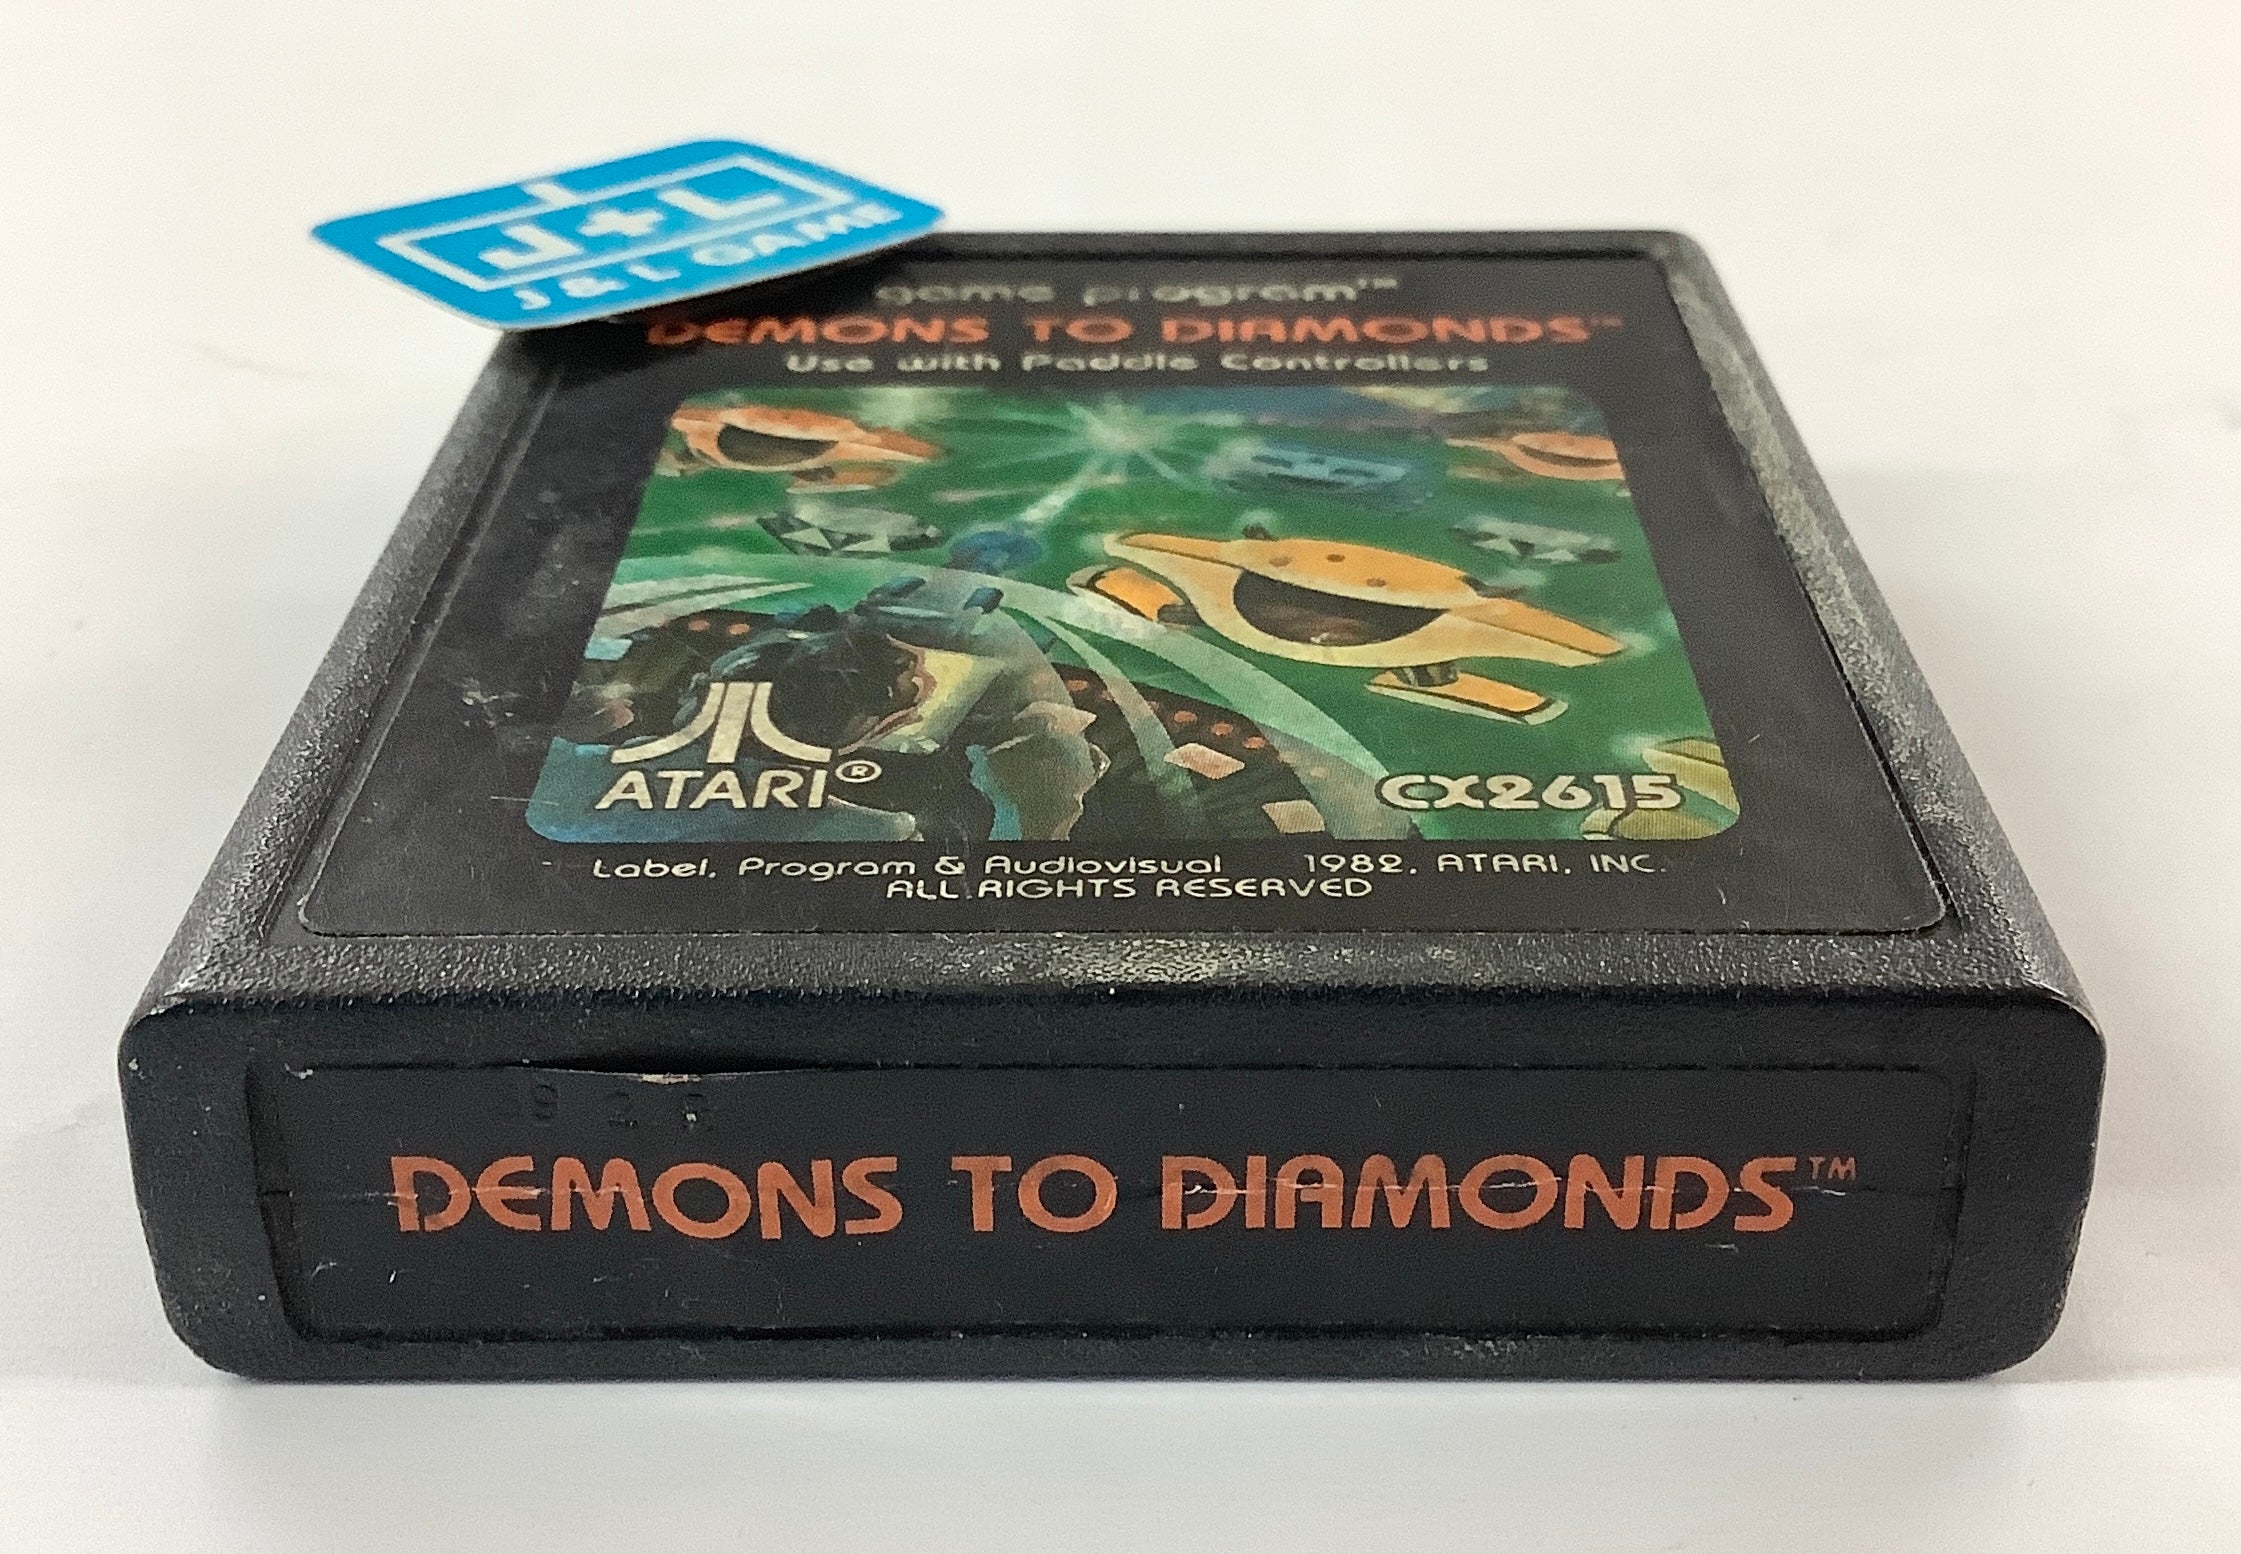 J+L
J & L GAME
game program™
DEMONS TO DIAMONDS™
Use with Paddle Controllers
ATARI®
CX2615
Label, Program & Audiovisual 1982, ATARI, INC.
ALL RIGHTS RESERVED
DEMONS TO DIAMONDS™